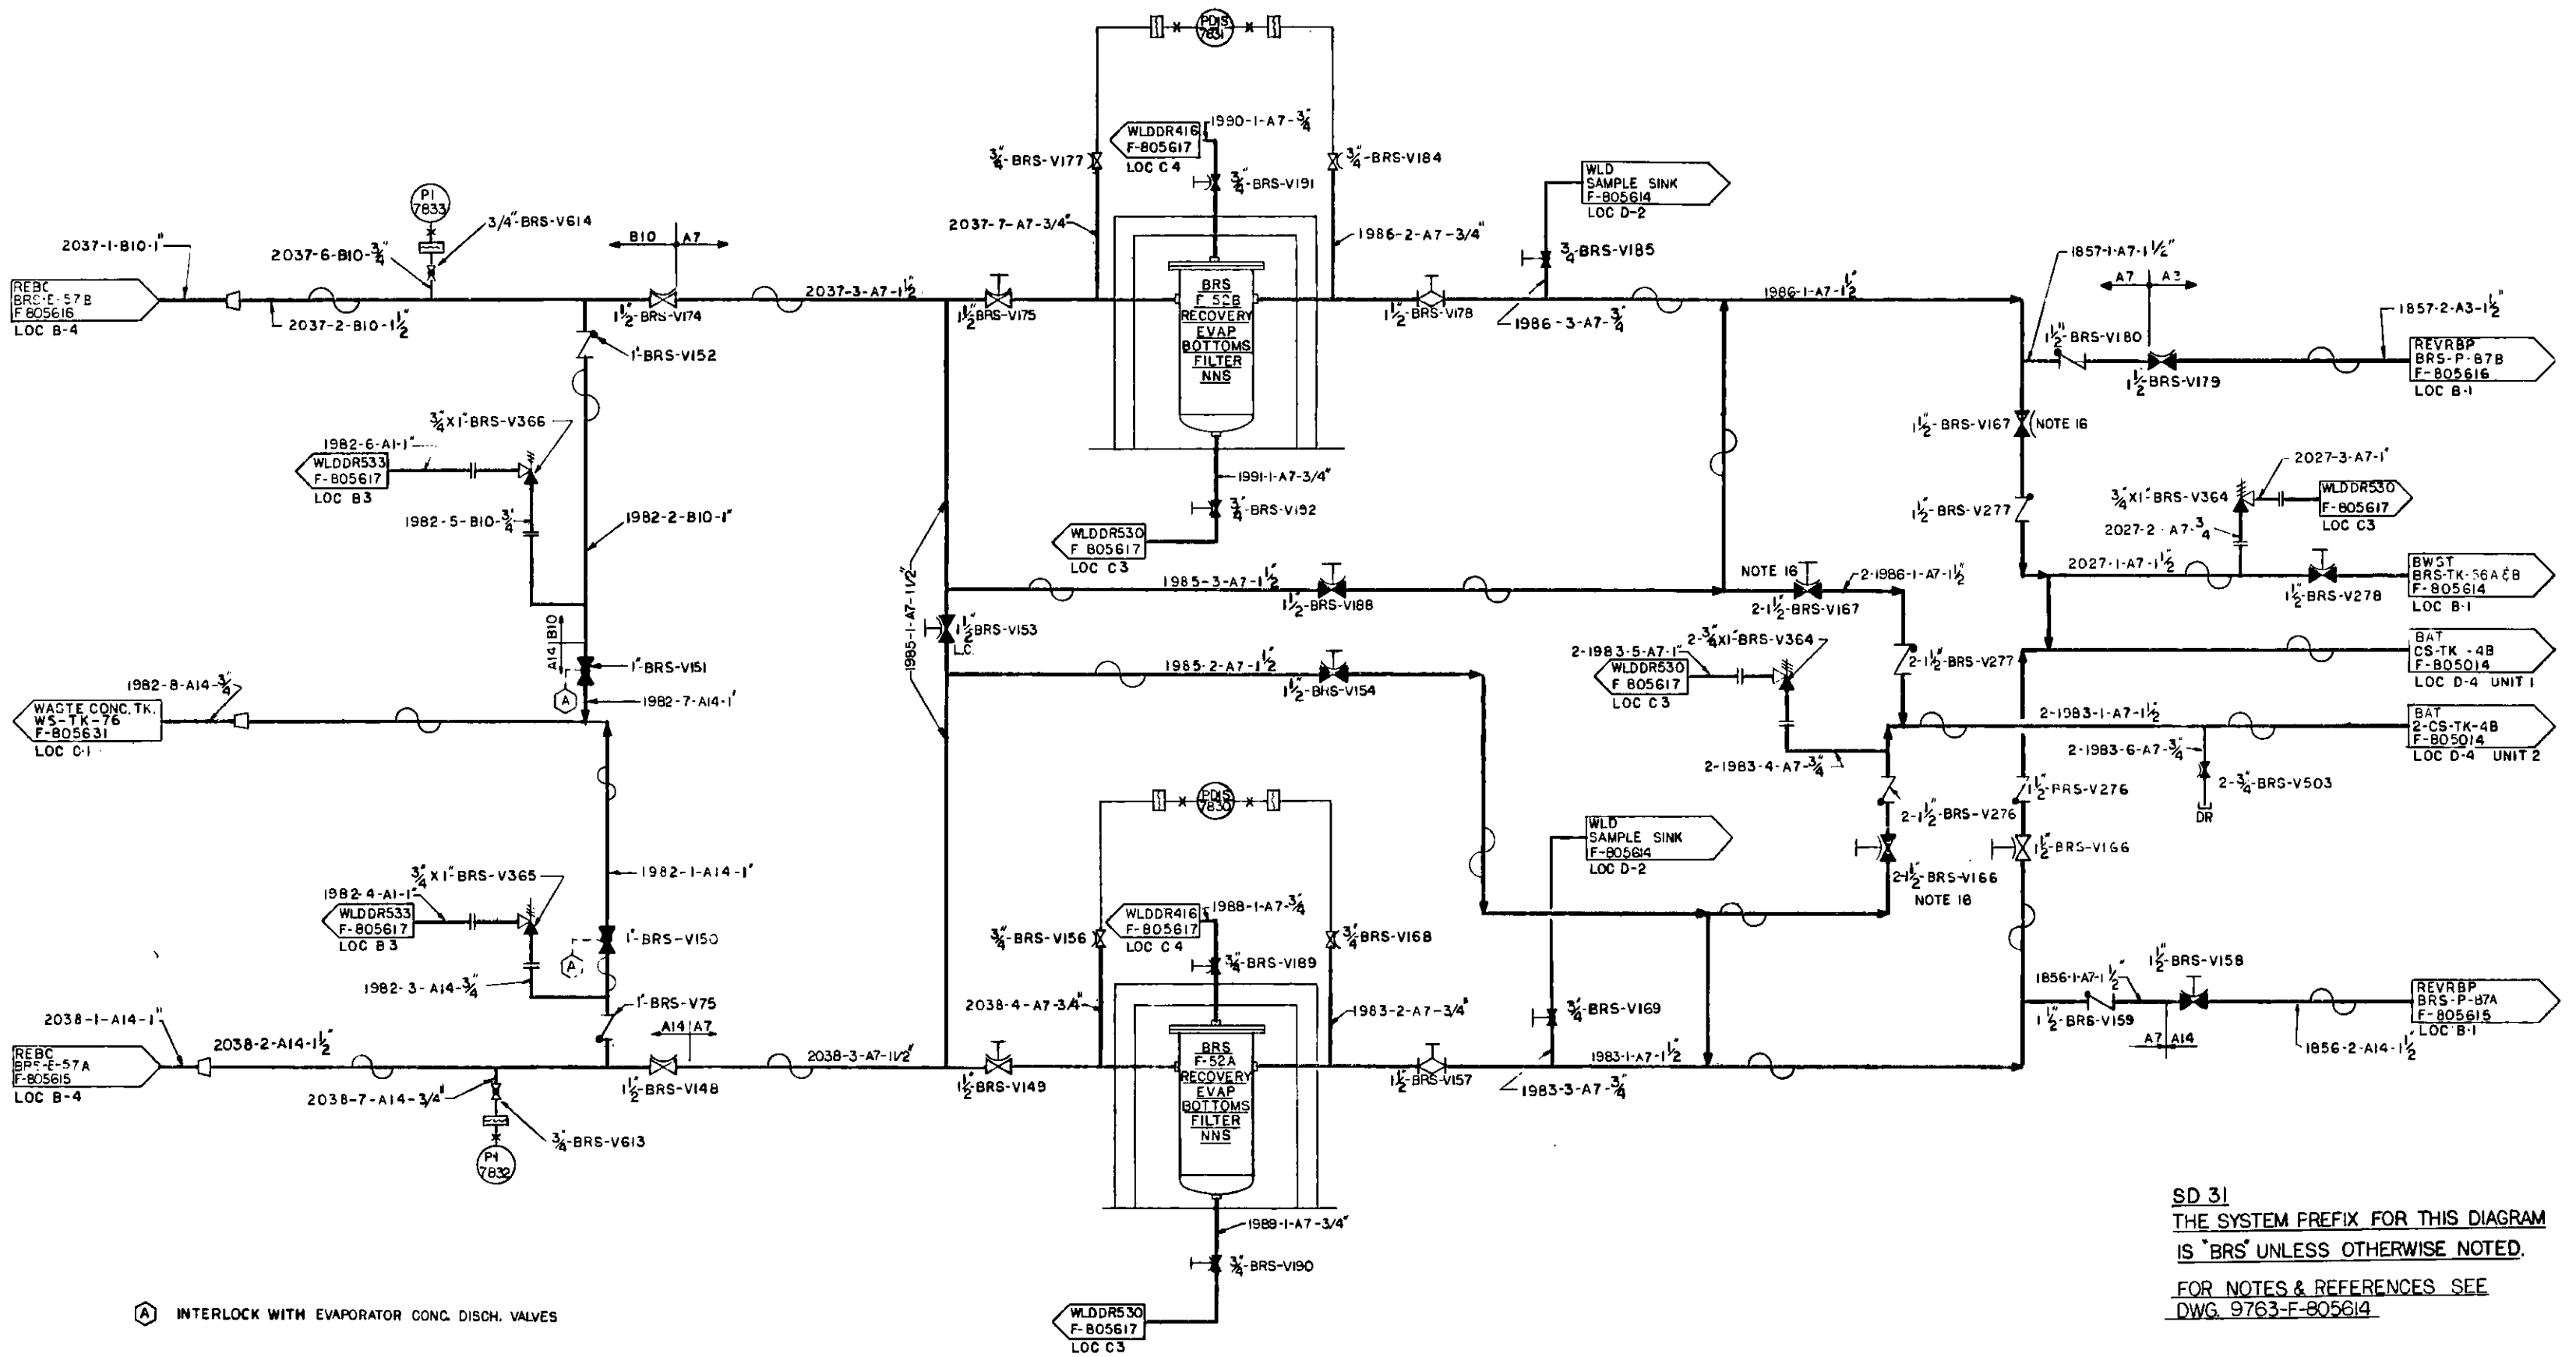 PDIS
7831
WLDDR416
F-805617
LOC C4
1990-1-A7-3/4"
3/4"-BRS-V177
3/4"-BRS-V184
3/4"-BRS-V191
WLD
SAMPLE SINK
F-805614
LOC D-2
PI
7833
3/4"-BRS-V614
2037-1-B10-1"
2037-6-B10-3/4"
B10 A7
2037-7-A7-3/4"
1986-2-A7-3/4"
3/4-BRS-V185
1857-1-A7-1 1/2"
A7 A3
REBC
BRS-E-57B
F 805616
LOC B-4
2037-2-B10-1 1/2"
1 1/2"-BRS-V174
2037-3-A7-1 1/2"
1 1/2"BRS-V175
BRS
F-52B
RECOVERY
EVAP
BOTTOMS
FILTER
NNS
1 1/2"-BRS-V178
1986-3-A7-3/4"
1986-1-A7-1 1/2"
1857-2-A3-1 1/2"
1"-BRS-V152
1 1/2"-BRS-V180
1 1/2"-BRS-V179
REVRBP
BRS-P-87B
F-805616
LOC B-1
3/4"X1"-BRS-V366
1982-6-A1-1"
WLDDR533
F-805617
LOC B3
1 1/2"-BRS-V167
(NOTE 16
2027-3-A7-1"
1991-1-A7-3/4"
3/4"-BRS-V192
1 1/2"-BRS-V277
3/4"X1"-BRS-V364
WLDDR530
F-805617
LOC C3
1982-5-B10-3/4"
1982-2-B10-1"
WLDDR530
F 805617
LOC C3
2027-2-A7-3/4
1985-1-A7-1 1/2"
1985-3-A7-1 1/2"
1 1/2"-BRS-V188
NOTE 16
2-1986-1-A7-1 1/2"
2-1 1/2"-BRS-V167
2027-1-A7-1 1/2"
1 1/2"-BRS-V278
BWST
BRS-TK-56A&B
F-805614
LOC B-1
1 1/2"BRS-V153
L.C.
A14 B10
2-3/4"X1"-BRS-V364
2-1983-5-A7-1"
WLDDR530
F 805617
LOC C3
2-1 1/2"-BRS-V277
BAT
CS-TK -4B
F-805014
LOC D-4 UNIT 1
1"-BRS-V151
1985-2-A7-1 1/2"
1 1/2"-BRS-V154
A
1982-7-A14-1"
1982-8-A14-3/4"
WASTE CONC. TK.
WS-TK-76
F-805631
LOC C-1
2-1983-1-A7-1 1/2"
BAT
2-CS-TK-4B
F-805014
LOC D-4 UNIT 2
2-1983-4-A7-3/4"
2-1983-6-A7-3/4"
2-3/4"-BRS-V503
DR
PDIS
7830
2-1 1/2"-BRS-V276
1 1/2"-BRS-V276
WLD
SAMPLE SINK
F-805614
LOC D-2
1 1/2"-BRS-V166
2-1 1/2"-BRS-V166
NOTE 16
1982-1-A14-1"
3/4"X1"-BRS-V365
1982-4-A1-1"
WLDDR533
F-805617
LOC B3
1"-BRS-V150
A
1982-3-A14-3/4"
WLDDR416
F-805617
LOC C4
1988-1-A7-3/4
3/4"-BRS-V156
3/4"-BRS-V168
3/4"-BRS-V189
1 1/2"-BRS-V158
1"-BRS-V75
2038-4-A7-3/4"
1983-2-A7-3/4"
3/4"-BRS-V169
1856-1-A7-1 1/2"
1 1/2"-BRS-V159
A7 A14
REVRBP
BRS-P-87A
F-805615
LOC B-1
1856-2-A14-1 1/2"
2038-1-A14-1"
2038-2-A14-1 1/2"
A14 A7
REBC
BRS-E-57A
F-805615
LOC B-4
2038-7-A14-3/4"
1 1/2"-BRS-V148
2038-3-A7-1 1/2"
1 1/2"-BRS-V149
BRS
F-52A
RECOVERY
EVAP
BOTTOMS
FILTER
NNS
1 1/2"-BRS-V157
1983-3-A7-3/4"
1983-1-A7-1 1/2"
3/4"-BRS-V613
PI
7832
1989-1-A7-3/4"
3/4"-BRS-V190
WLDDR530
F-805617
LOC C3
SD 31
THE SYSTEM PREFIX FOR THIS DIAGRAM
IS "BRS" UNLESS OTHERWISE NOTED.
FOR NOTES & REFERENCES SEE
DWG. 9763-F-805614
A INTERLOCK WITH EVAPORATOR CONC. DISCH. VALVES